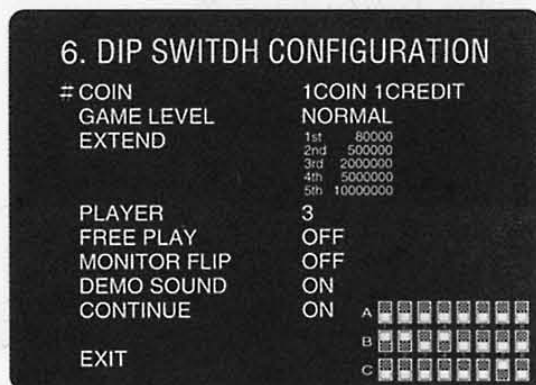 6. DIP SWITDH CONFIGURATION
# COIN 1COIN 1CREDIT
GAME LEVEL NORMAL
EXTEND 1st 80000
2nd 500000
3rd 2000000
4th 5000000
5th 10000000
PLAYER 3
FREE PLAY OFF
MONITOR FLIP OFF
DEMO SOUND ON
CONTINUE ON
A
B
EXIT
C